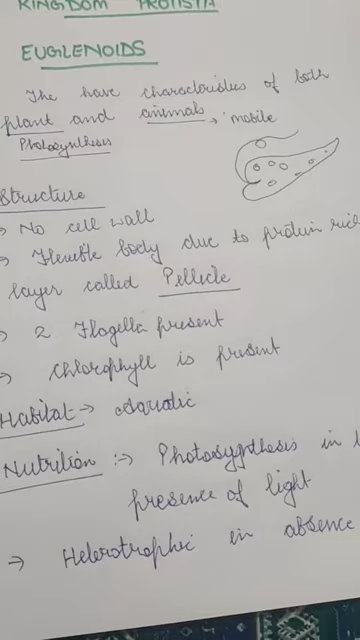 KINGDOM PROTISTA
EUGLENOIDS
The have characteristics of both
plant and animals → mobile
Photosynthesis
Structure
→ No cell wall
→ Flexible body due to protein rich
layer called Pellicle
→ 2 Flagella present
→ Chlorophyll is present
Habitat → Aquatic
Nutrition :→ Photosypthesis in
presence of light
→ Heterotrophic in absence